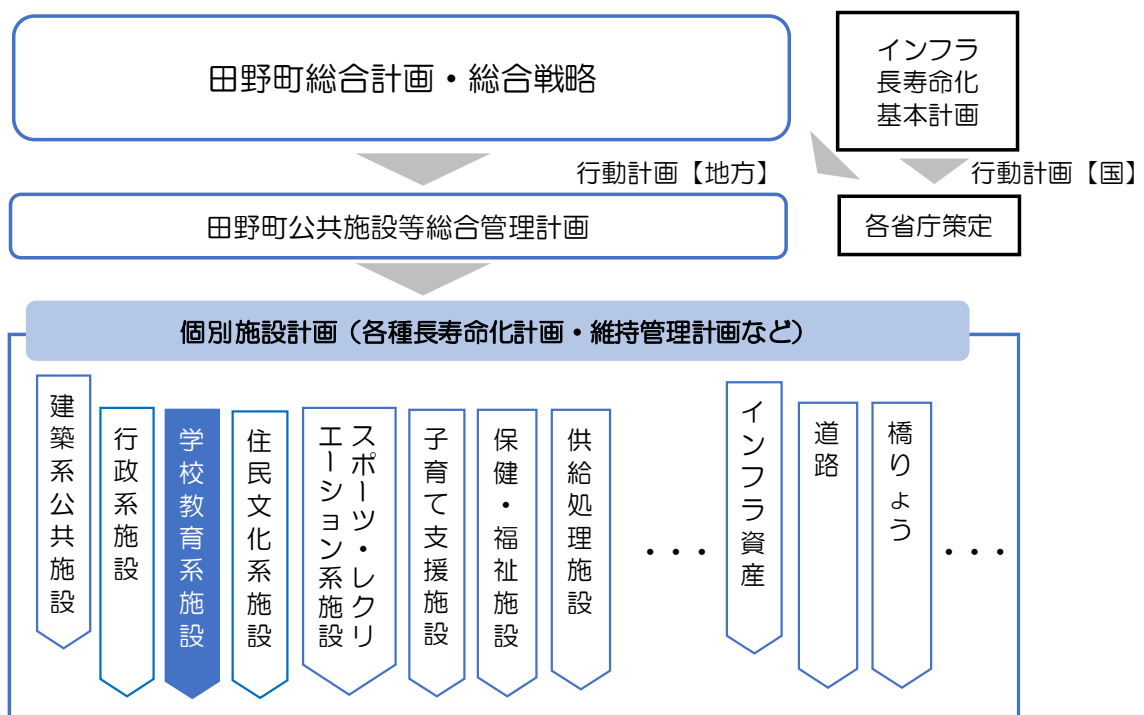 田野町総合計画・総合戦略
インフラ
長寿命化
基本計画
行動計画【地方】
行動計画【国】
田野町公共施設等総合管理計画
各省庁策定
個別施設計画（各種長寿命化計画・維持管理計画など）
建築系公共施設
行政系施設
学校教育系施設
住民文化系施設
スポーツ・レクリ
エーション系施設
子育て支援施設
保健・福祉施設
供給処理施設
・・・
インフラ資産
道路
橋りょう
・・・